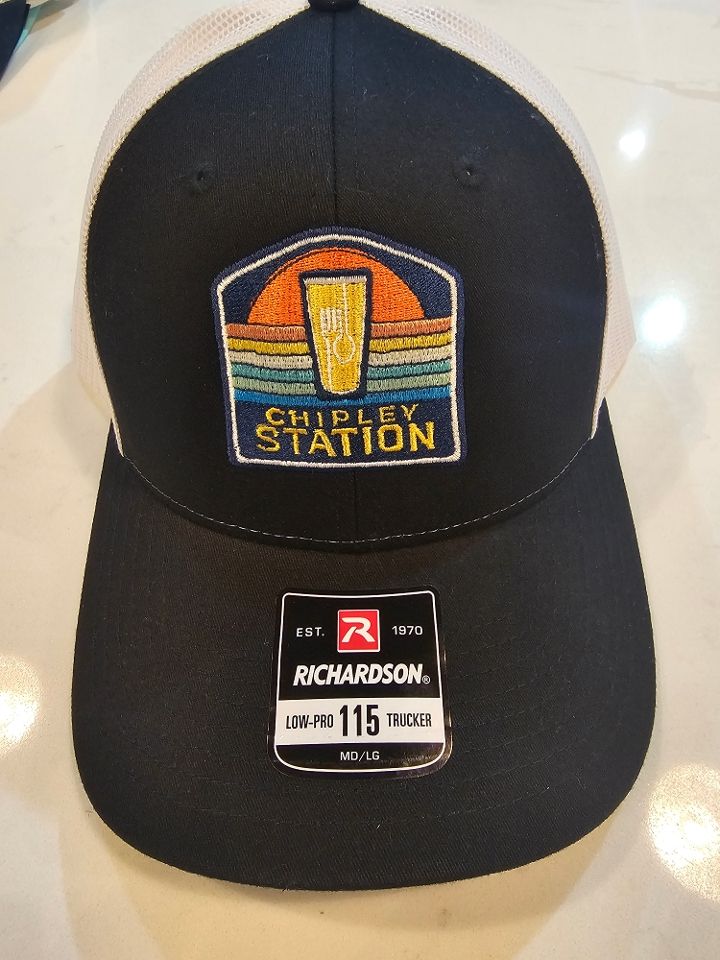 CHIPLEY
STATION
EST. R 1970
RICHARDSON®
LOW-PRO 115 TRUCKER
MD/LG